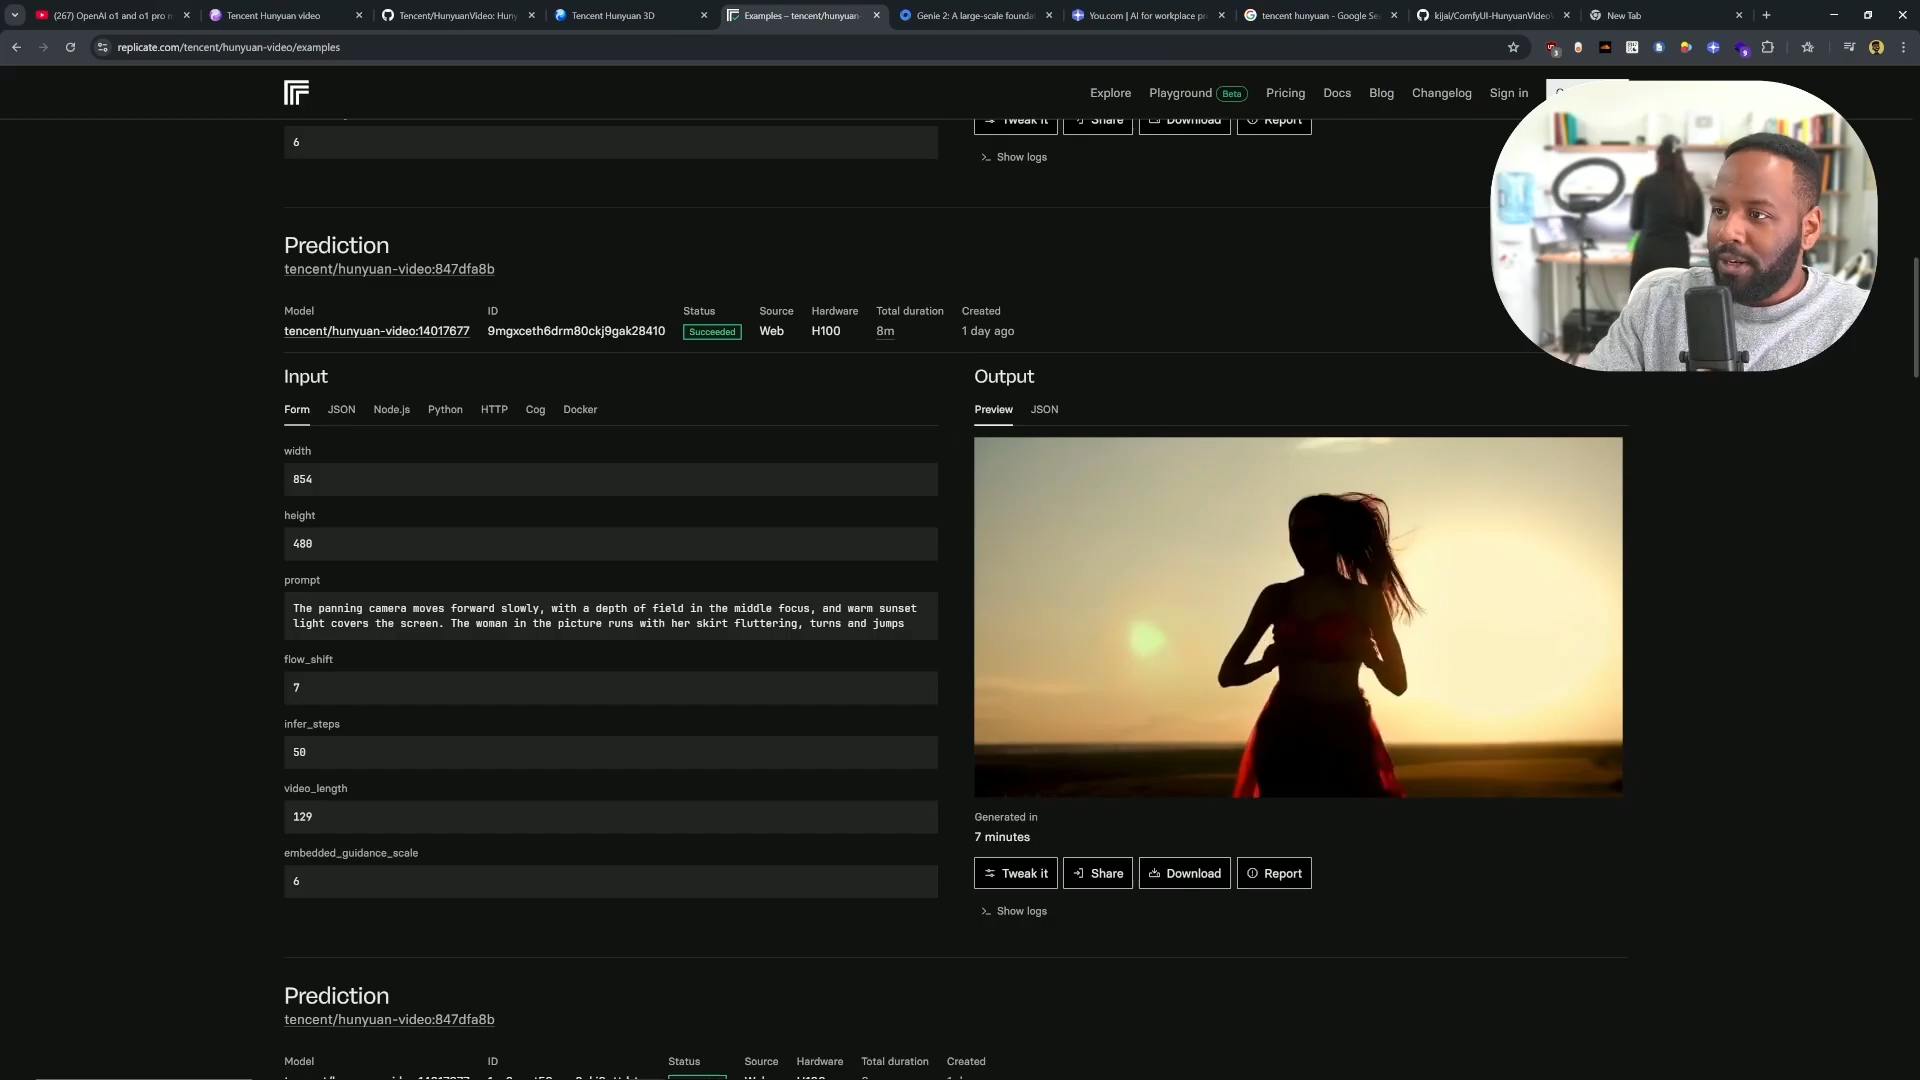 (267) OpenAI o1 and o1 pro n
Tencent Hunyuan video
Tencent/HunyuanVideo: Huny
Tencent Hunyuan 3D
Examples – tencent/hunyuan-
Genie 2: A large-scale founda
You.com | AI for workplace pr
tencent hunyuan - Google Se
kijai/ComfyUI-HunyuanVideo
New Tab
replicate.com/tencent/hunyuan-video/examples
Explore
Playground
Beta
Pricing
Docs
Blog
Changelog
Sign in
Tweak it
Share
Download
Report
6
Show logs
Prediction
tencent/hunyuan-video:847dfa8b
Model
ID
Status
Source
Hardware
Total duration
Created
tencent/hunyuan-video:14017677
9mgxceth6drm80ckj9gak28410
Succeeded
Web
H100
8m
1 day ago
Input
Form
JSON
Node.js
Python
HTTP
Cog
Docker
width
854
height
480
prompt
The panning camera moves forward slowly, with a depth of field in the middle focus, and warm sunset
light covers the screen. The woman in the picture runs with her skirt fluttering, turns and jumps
flow_shift
7
infer_steps
50
video_length
129
embedded_guidance_scale
6
Output
Preview
JSON
Generated in
7 minutes
Tweak it
Share
Download
Report
Show logs
Prediction
tencent/hunyuan-video:847dfa8b
Model
ID
Status
Source
Hardware
Total duration
Created